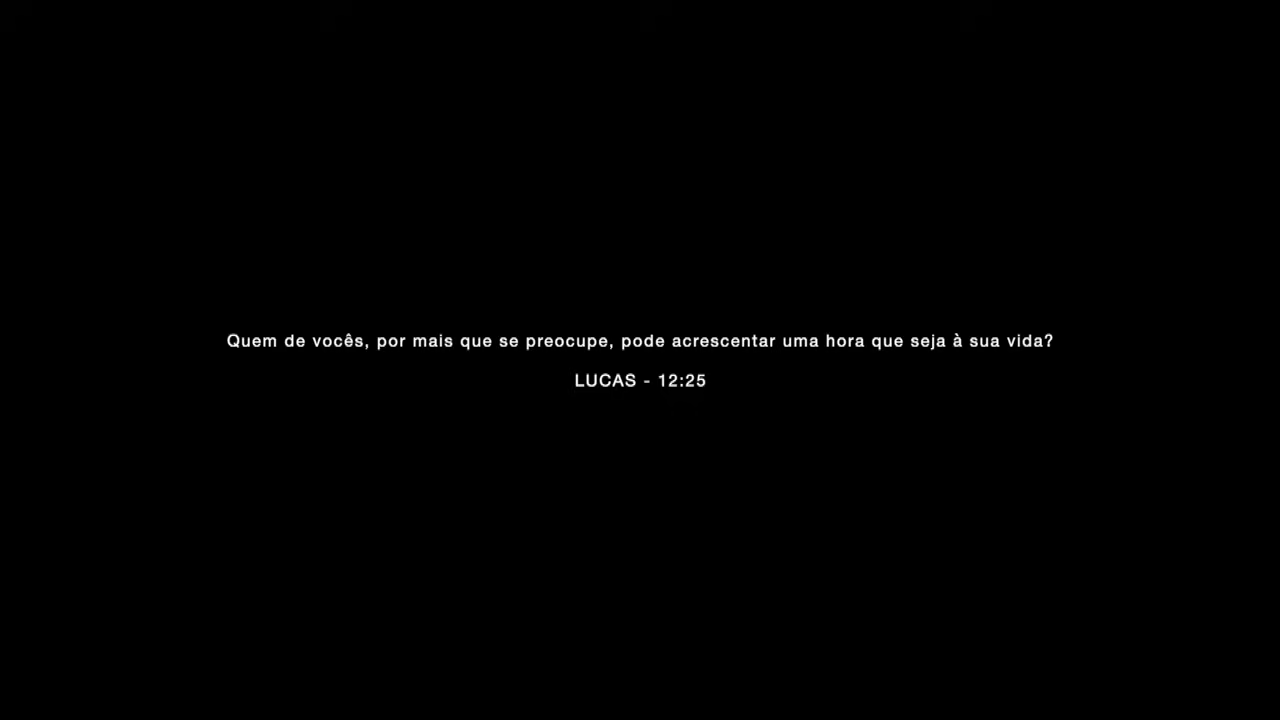 Quem de vocês, por mais que se preocupe, pode acrescentar uma hora que seja à sua vida?
LUCAS - 12:25